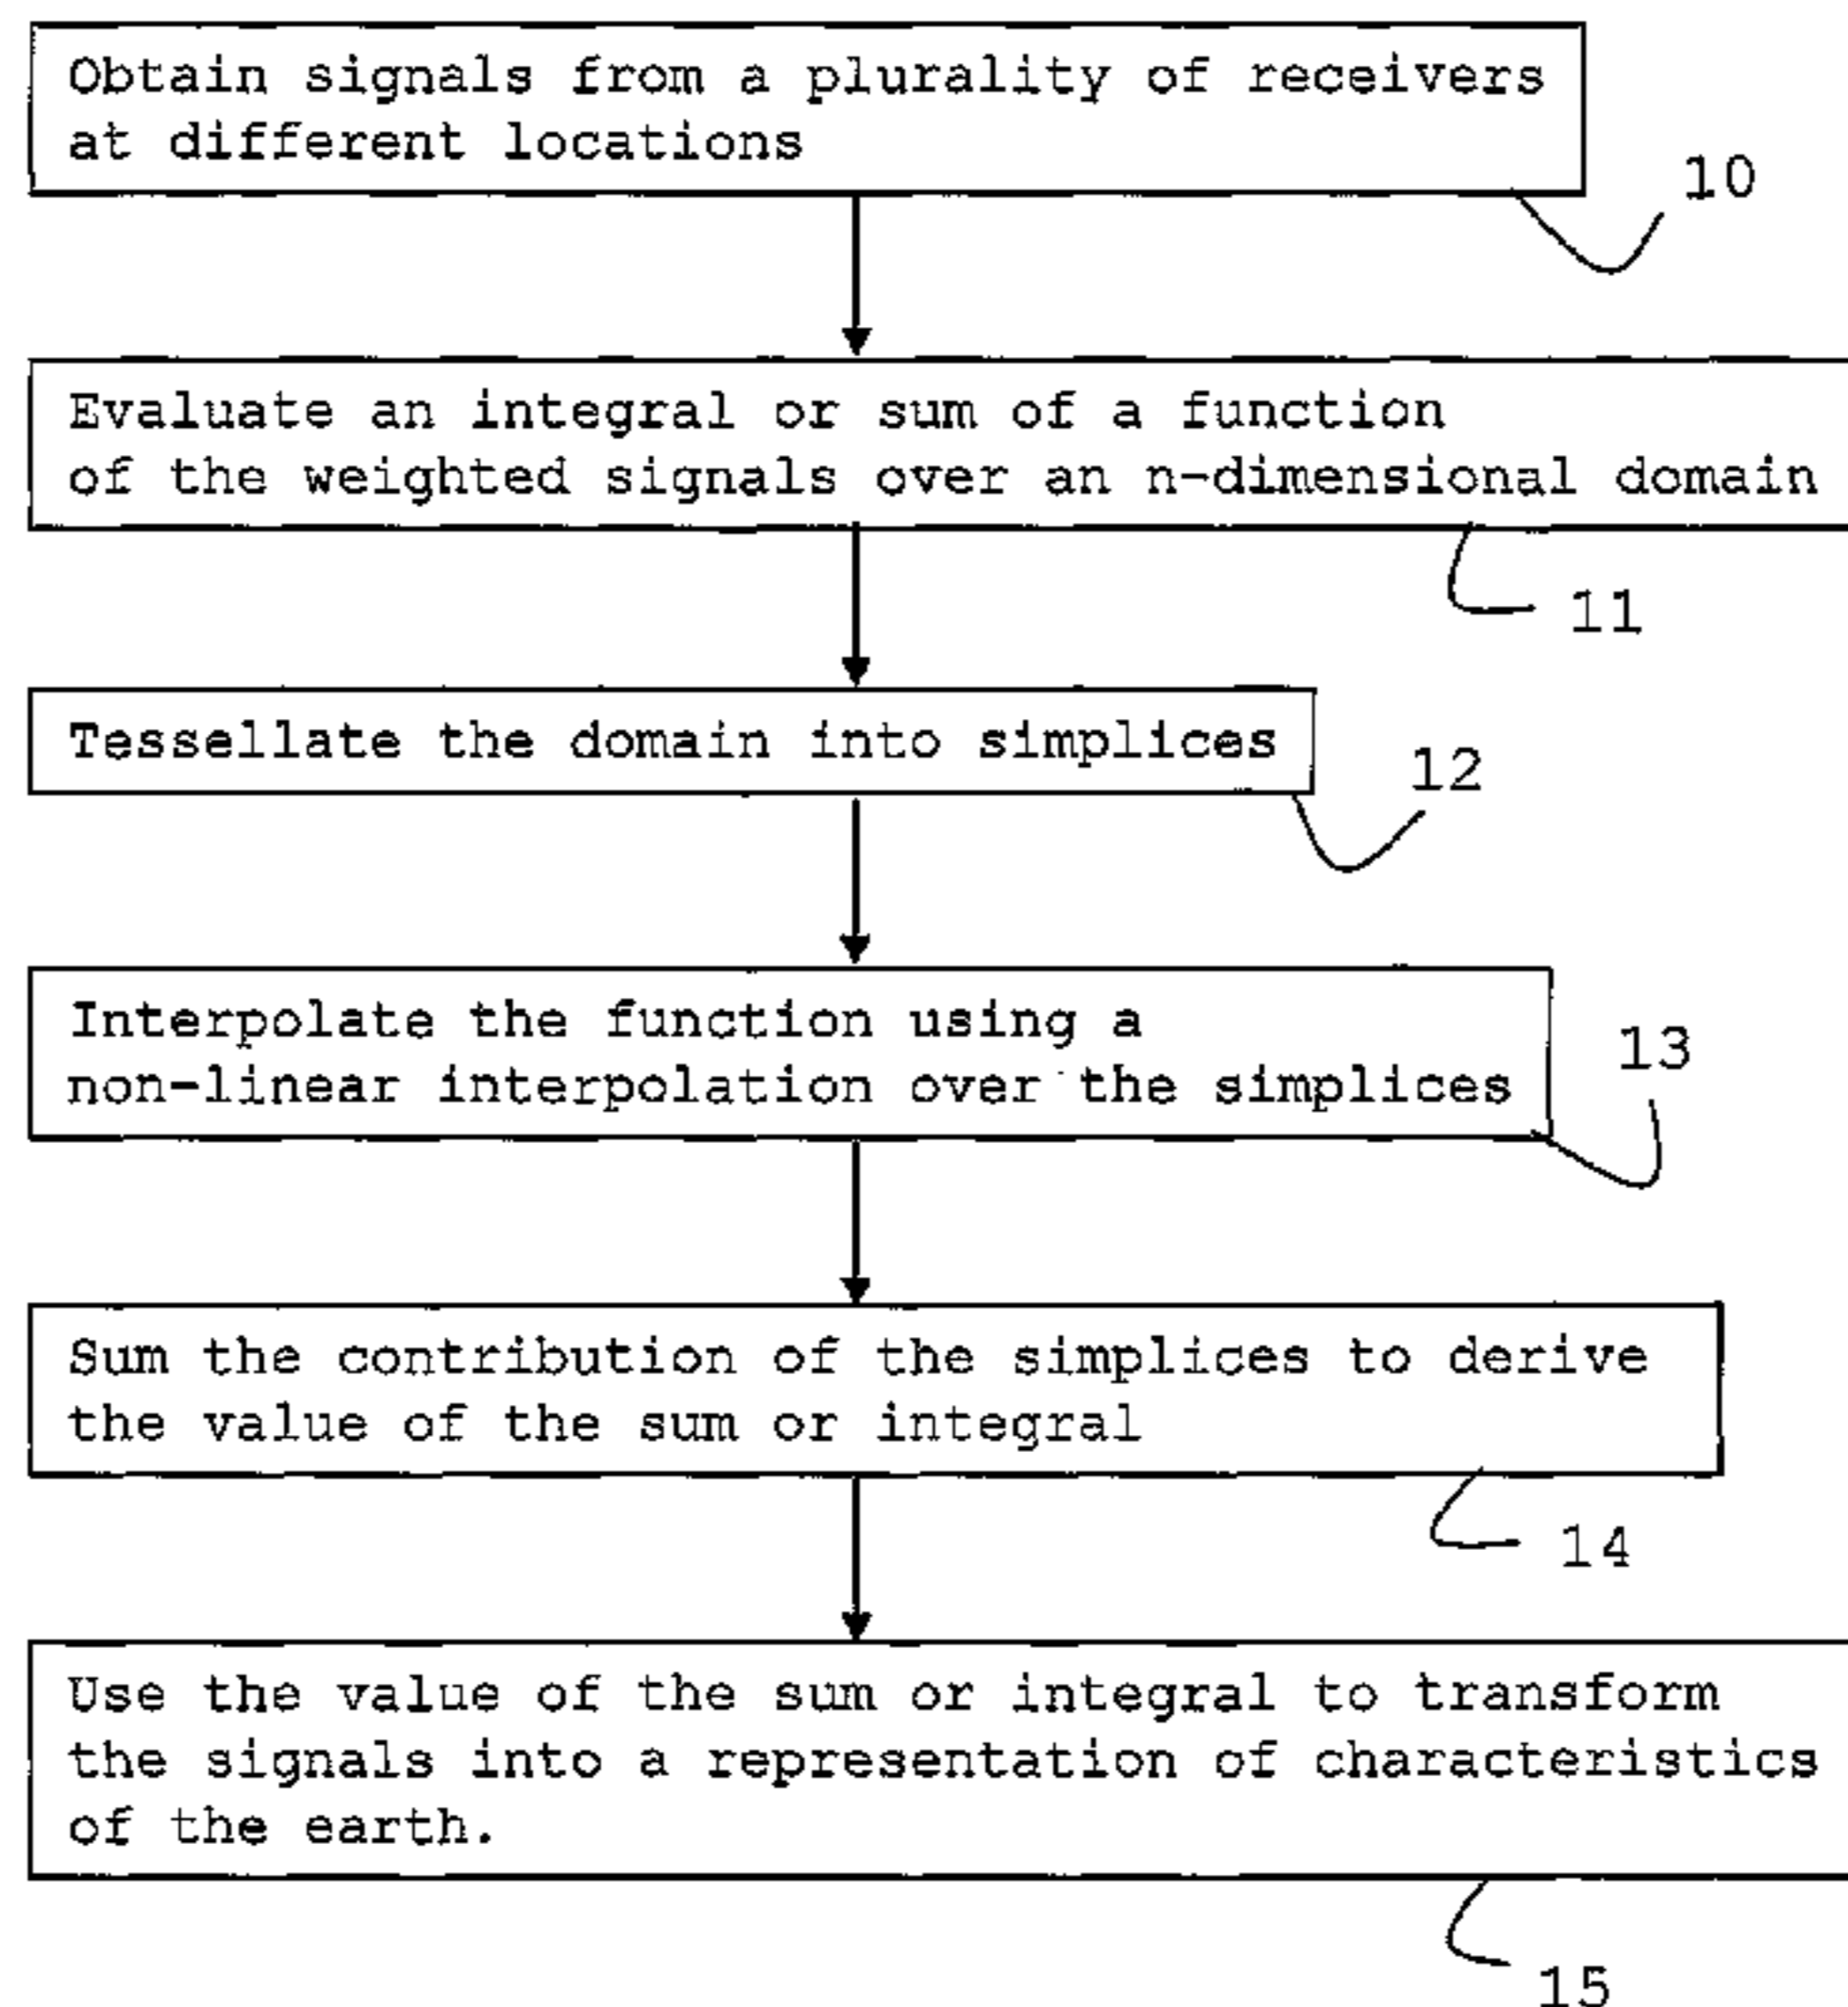 Obtain signals from a plurality of receivers
at different locations
10
Evaluate an integral or sum of a function
of the weighted signals over an n-dimensional domain
11
Tessellate the domain into simplices
12
Interpolate the function using a
non-linear interpolation over the simplices
13
Sum the contribution of the simplices to derive
the value of the sum or integral
14
Use the value of the sum or integral to transform
the signals into a representation of characteristics
of the earth.
15